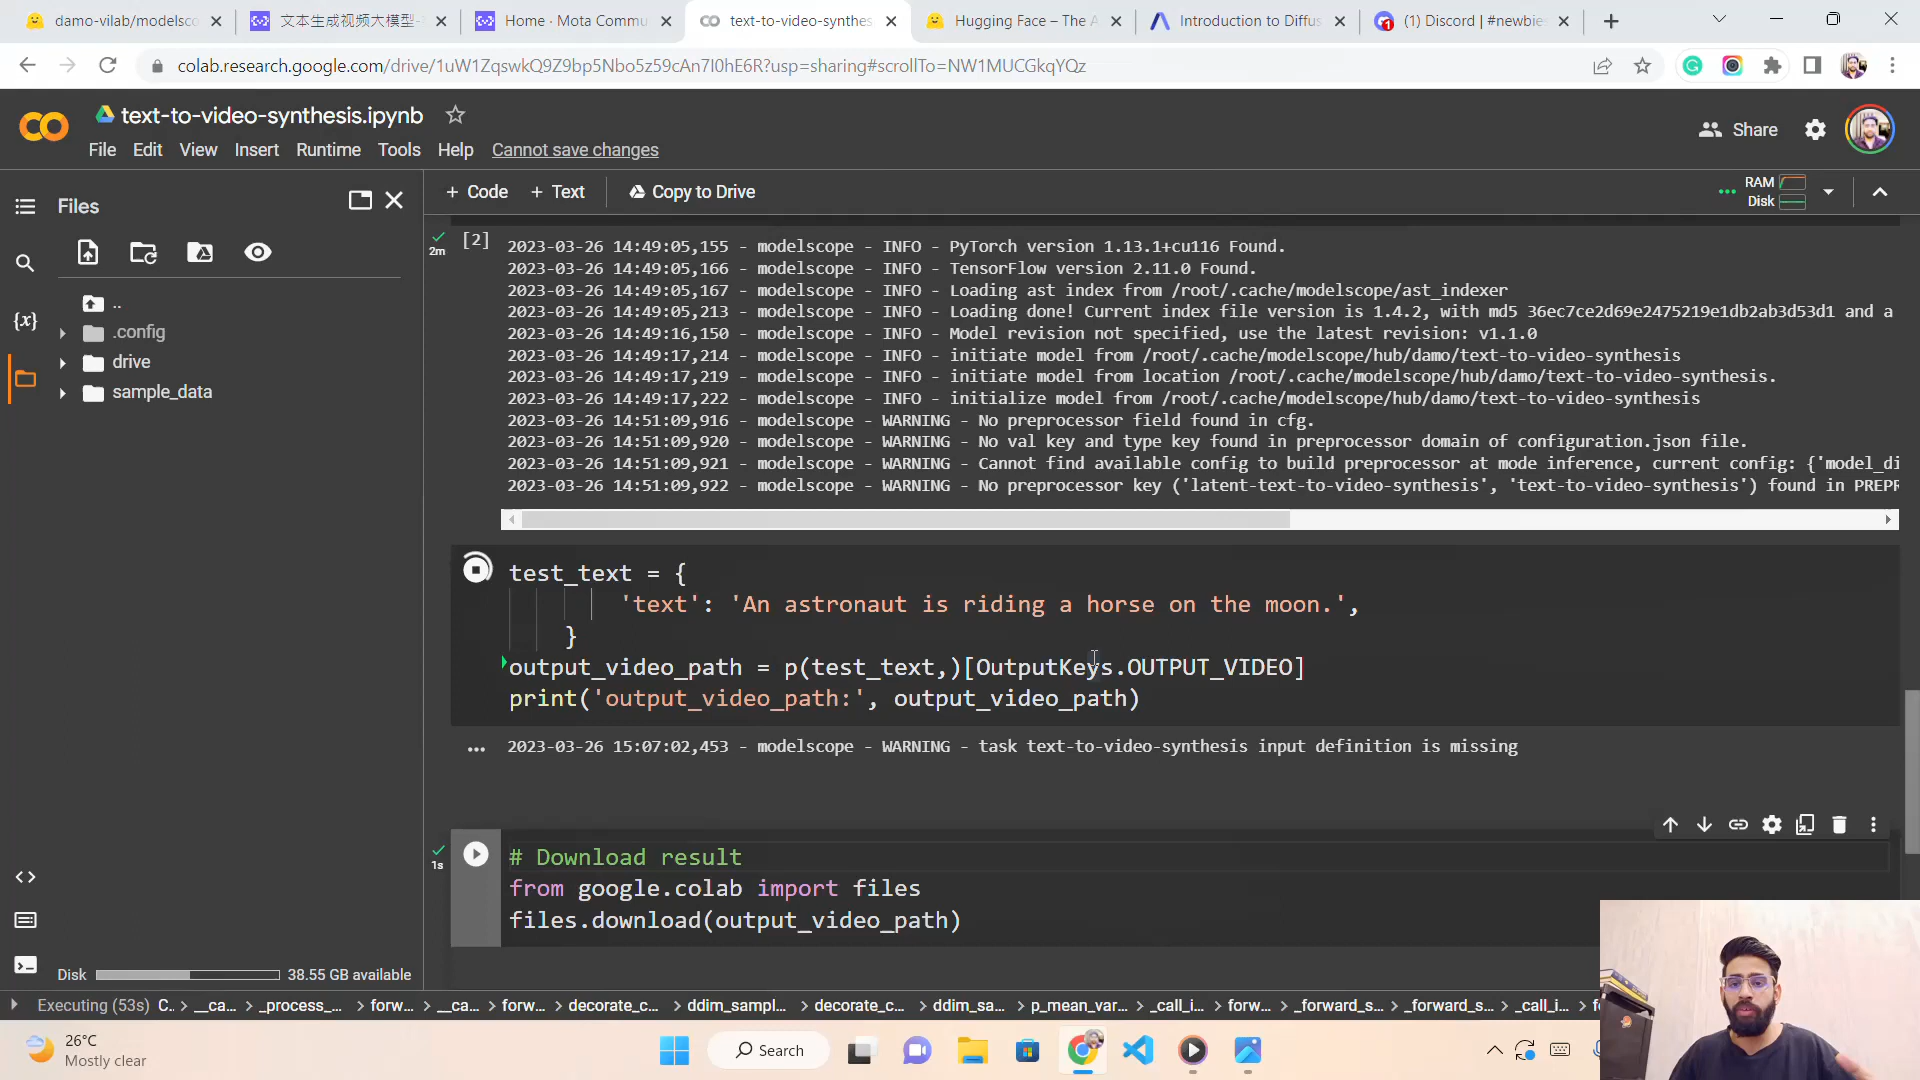 damo-vilab/modelsco
文本生成视频大模型-
Home · Mota Commu
text-to-video-synthes
Hugging Face – The A
Introduction to Diffus
(1) Discord | #newbie
colab.research.google.com/drive/1uW1ZqswkQ9Z9bp5Nbo5z59cAn7I0hE6R?usp=sharing#scrollTo=NW1MUCGkqYQz
text-to-video-synthesis.ipynb
Share
File Edit View Insert Runtime Tools Help Cannot save changes
Files
+ Code + Text Copy to Drive
RAM
Disk
..
.config
drive
sample_data
2m
[2]
2023-03-26 14:49:05,155 - modelscope - INFO - PyTorch version 1.13.1+cu116 Found.
2023-03-26 14:49:05,166 - modelscope - INFO - TensorFlow version 2.11.0 Found.
2023-03-26 14:49:05,167 - modelscope - INFO - Loading ast index from /root/.cache/modelscope/ast_indexer
2023-03-26 14:49:05,213 - modelscope - INFO - Loading done! Current index file version is 1.4.2, with md5 36ec7ce2d69e2475219e1db2ab3d53d1 and a
2023-03-26 14:49:16,150 - modelscope - INFO - Model revision not specified, use the latest revision: v1.1.0
2023-03-26 14:49:17,214 - modelscope - INFO - initiate model from /root/.cache/modelscope/hub/damo/text-to-video-synthesis
2023-03-26 14:49:17,219 - modelscope - INFO - initiate model from location /root/.cache/modelscope/hub/damo/text-to-video-synthesis.
2023-03-26 14:49:17,222 - modelscope - INFO - initialize model from /root/.cache/modelscope/hub/damo/text-to-video-synthesis
2023-03-26 14:51:09,916 - modelscope - WARNING - No preprocessor field found in cfg.
2023-03-26 14:51:09,920 - modelscope - WARNING - No val key and type key found in preprocessor domain of configuration.json file.
2023-03-26 14:51:09,921 - modelscope - WARNING - Cannot find available config to build preprocessor at mode inference, current config: {'model_di
2023-03-26 14:51:09,922 - modelscope - WARNING - No preprocessor key ('latent-text-to-video-synthesis', 'text-to-video-synthesis') found in PREPR
test_text = {
'text': 'An astronaut is riding a horse on the moon.',
}
output_video_path = p(test_text,)[OutputKeys.OUTPUT_VIDEO]
print('output_video_path:', output_video_path)
2023-03-26 15:07:02,453 - modelscope - WARNING - task text-to-video-synthesis input definition is missing
1s
# Download result
from google.colab import files
files.download(output_video_path)
Disk 38.55 GB available
Executing (53s) C.. > __ca... > _process_... > forw... > __ca... > forw... > decorate_c... > ddim_sampl... > decorate_c... > ddim_sa... > p_mean_var... > _call_i... > forw... > _forward_s... > _forward_s... > _call_i... > f
26°C
Mostly clear
Search